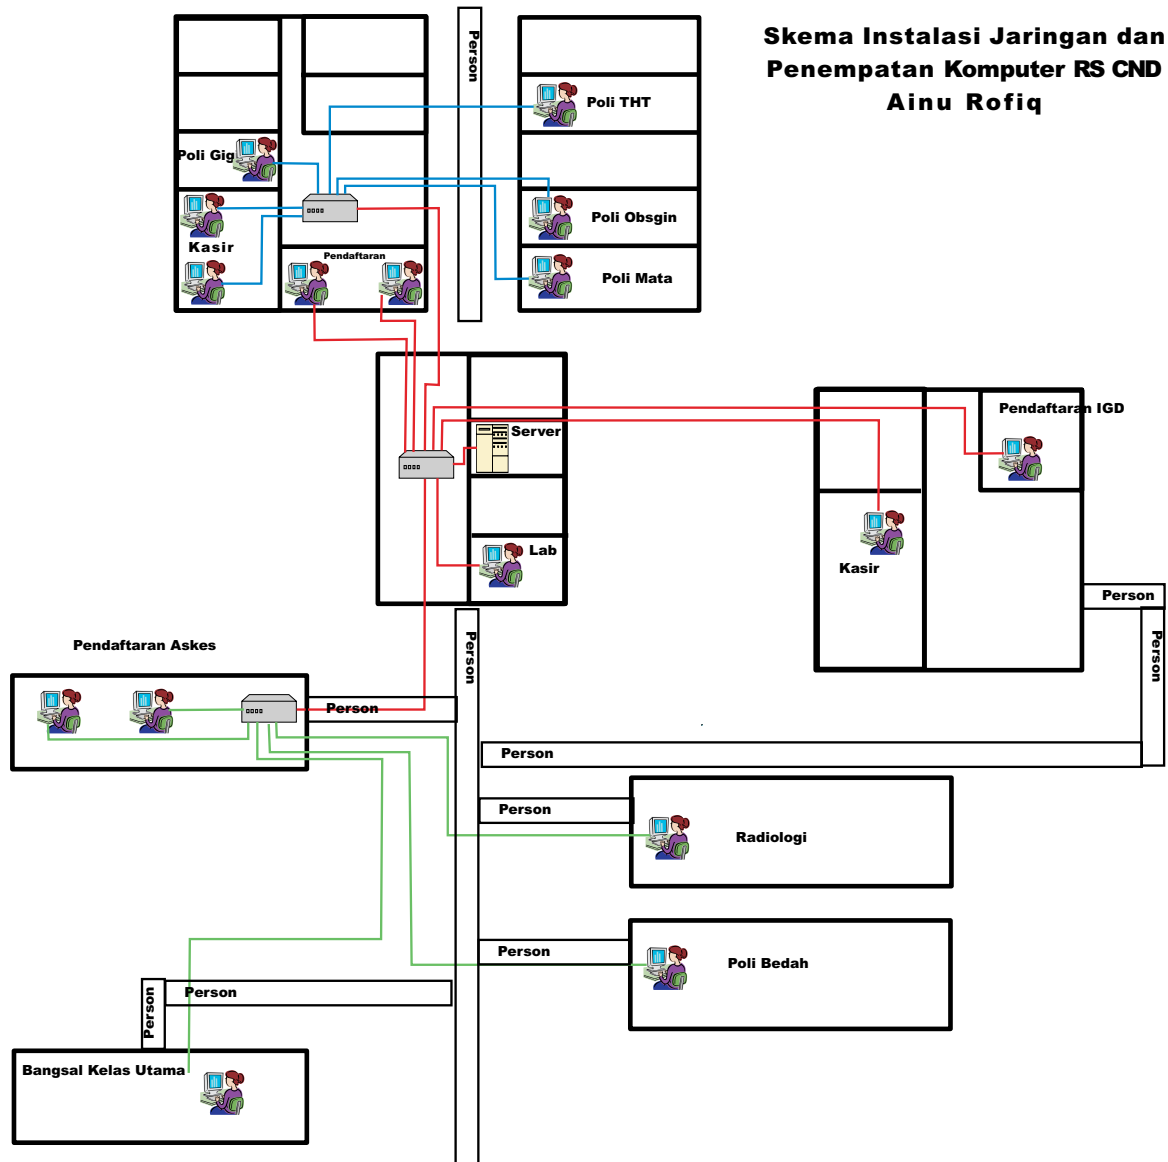 Skema Instalasi Jaringan dan
Penempatan Komputer RS CND
Ainu Rofiq
Person
Poli THT
Poli Gig
Poli Obsgin
Kasir
Pendaftaran
Poli Mata
Server
Pendaftaran IGD
Lab
Kasir
Person
Person
Person
Pendaftaran Askes
Person
Person
Person
Radiologi
Person
Poli Bedah
Person
Person
Bangsal Kelas Utama